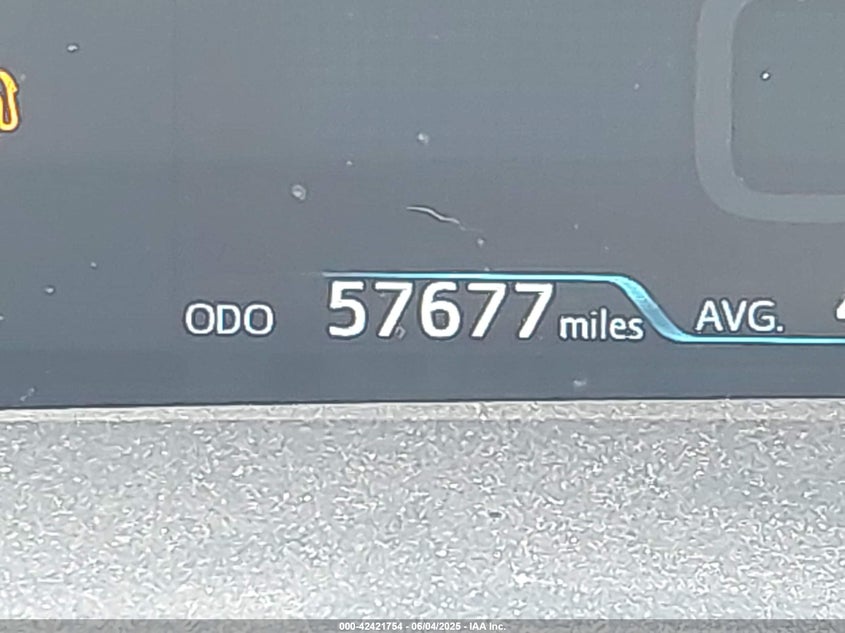 ODO 57677 miles AVG.
000-42421754 - 06/04/2025 - IAA Inc.